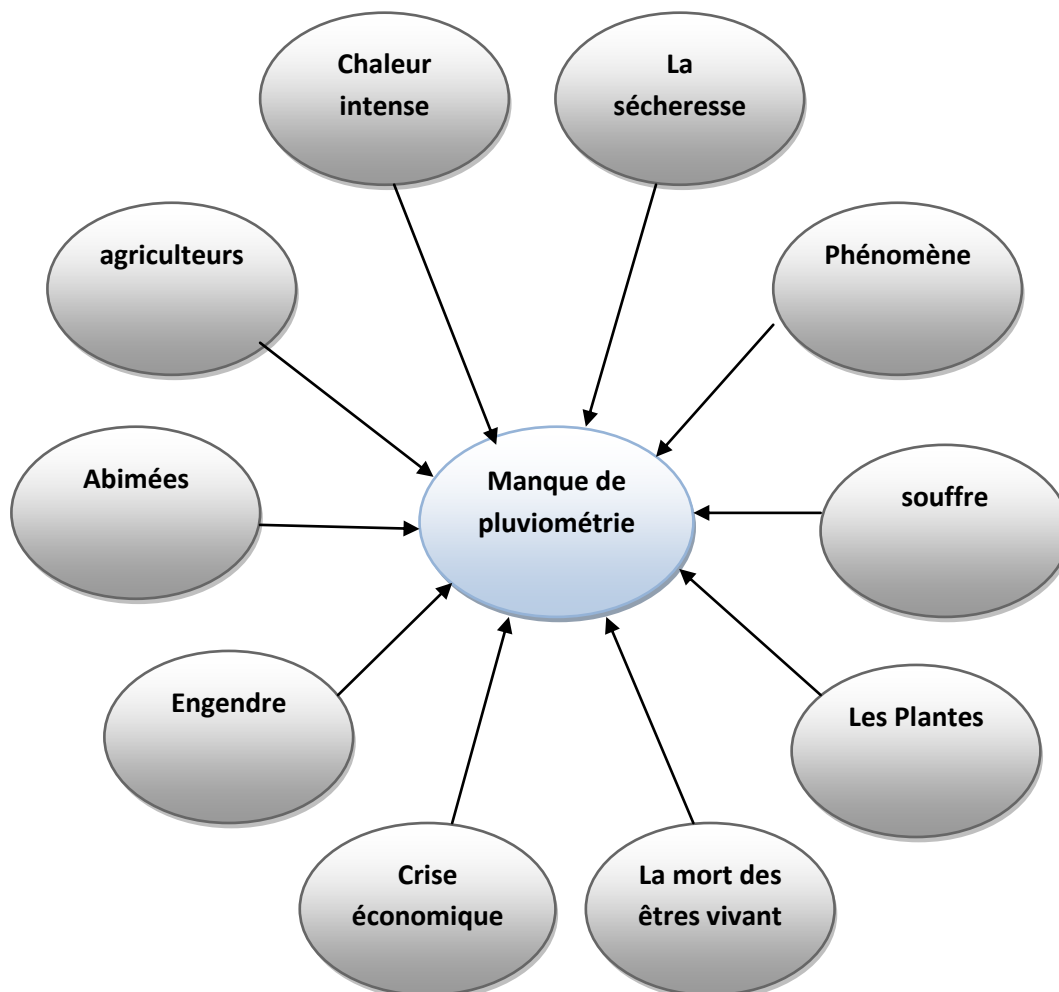 Chaleur
intense
La
sécheresse
agriculteurs
Phénomène
Abimées
Manque de
pluviométrie
souffre
Engendre
Les Plantes
Crise
économique
La mort des
êtres vivant